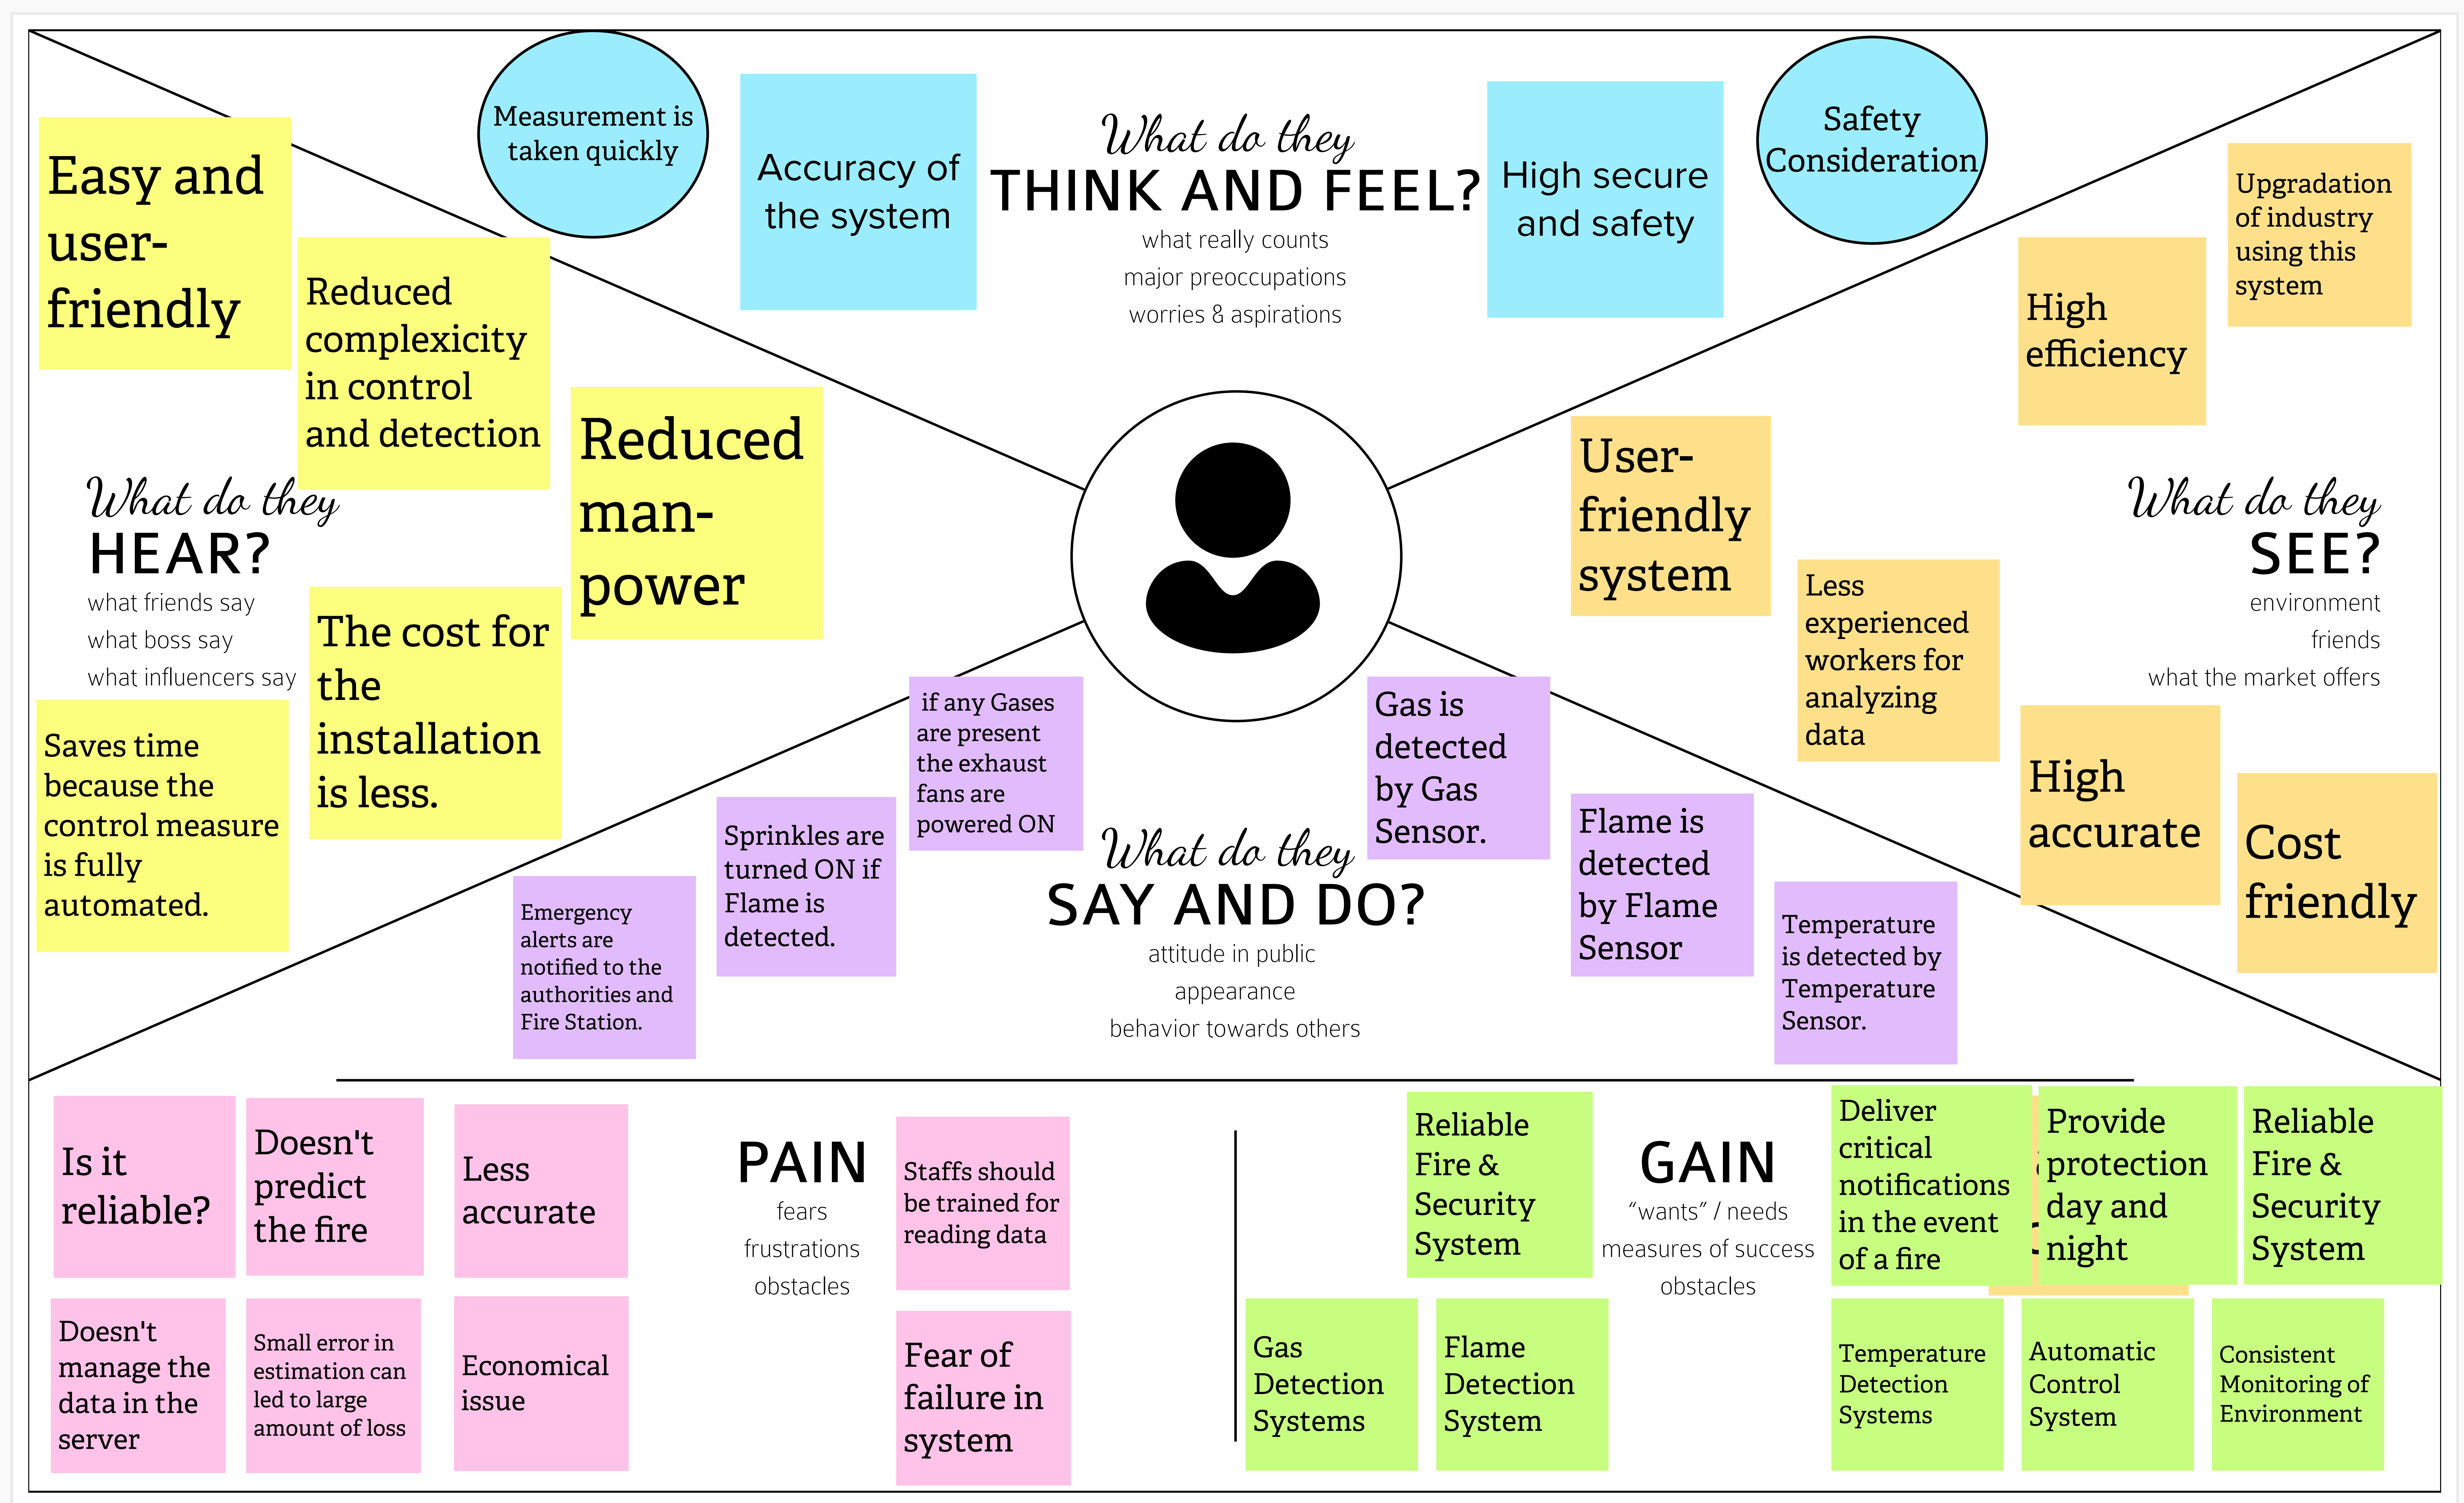 Measurement is
taken quickly
Accuracy of
the system
What do they
THINK AND FEEL?
what really counts
major preoccupations
worries & aspirations
High secure
and safety
Safety
Consideration
Easy and
user-
friendly
Reduced
complexicity
in control
and detection
Reduced
man-
power
What do they
HEAR?
what friends say
what boss say
what influencers say
The cost for
the
installation
is less.
Saves time
because the
control measure
is fully
automated.
Upgradation
of industry
using this
system
High
efficiency
User-
friendly
system
What do they
SEE?
environment
friends
what the market offers
Less
experienced
workers for
analyzing
data
High
accurate
Cost
friendly
if any Gases
are present
the exhaust
fans are
powered ON
Sprinkles are
turned ON if
Flame is
detected.
Emergency
alerts are
notified to the
authorities and
Fire Station.
What do they
SAY AND DO?
attitude in public
appearance
behavior towards others
Gas is
detected
by Gas
Sensor.
Flame is
detected
by Flame
Sensor
Temperature
is detected by
Temperature
Sensor.
Is it
reliable?
Doesn't
predict
the fire
Less
accurate
PAIN
fears
frustrations
obstacles
Staffs should
be trained for
reading data
Doesn't
manage the
data in the
server
Small error in
estimation can
led to large
amount of loss
Economical
issue
Fear of
failure in
system
Reliable
Fire &
Security
System
GAIN
“wants” / needs
measures of success
obstacles
Deliver
critical
notifications
in the event
of a fire
Provide
protection
day and
night
Reliable
Fire &
Security
System
Gas
Detection
Systems
Flame
Detection
System
Temperature
Detection
Systems
Automatic
Control
System
Consistent
Monitoring of
Environment